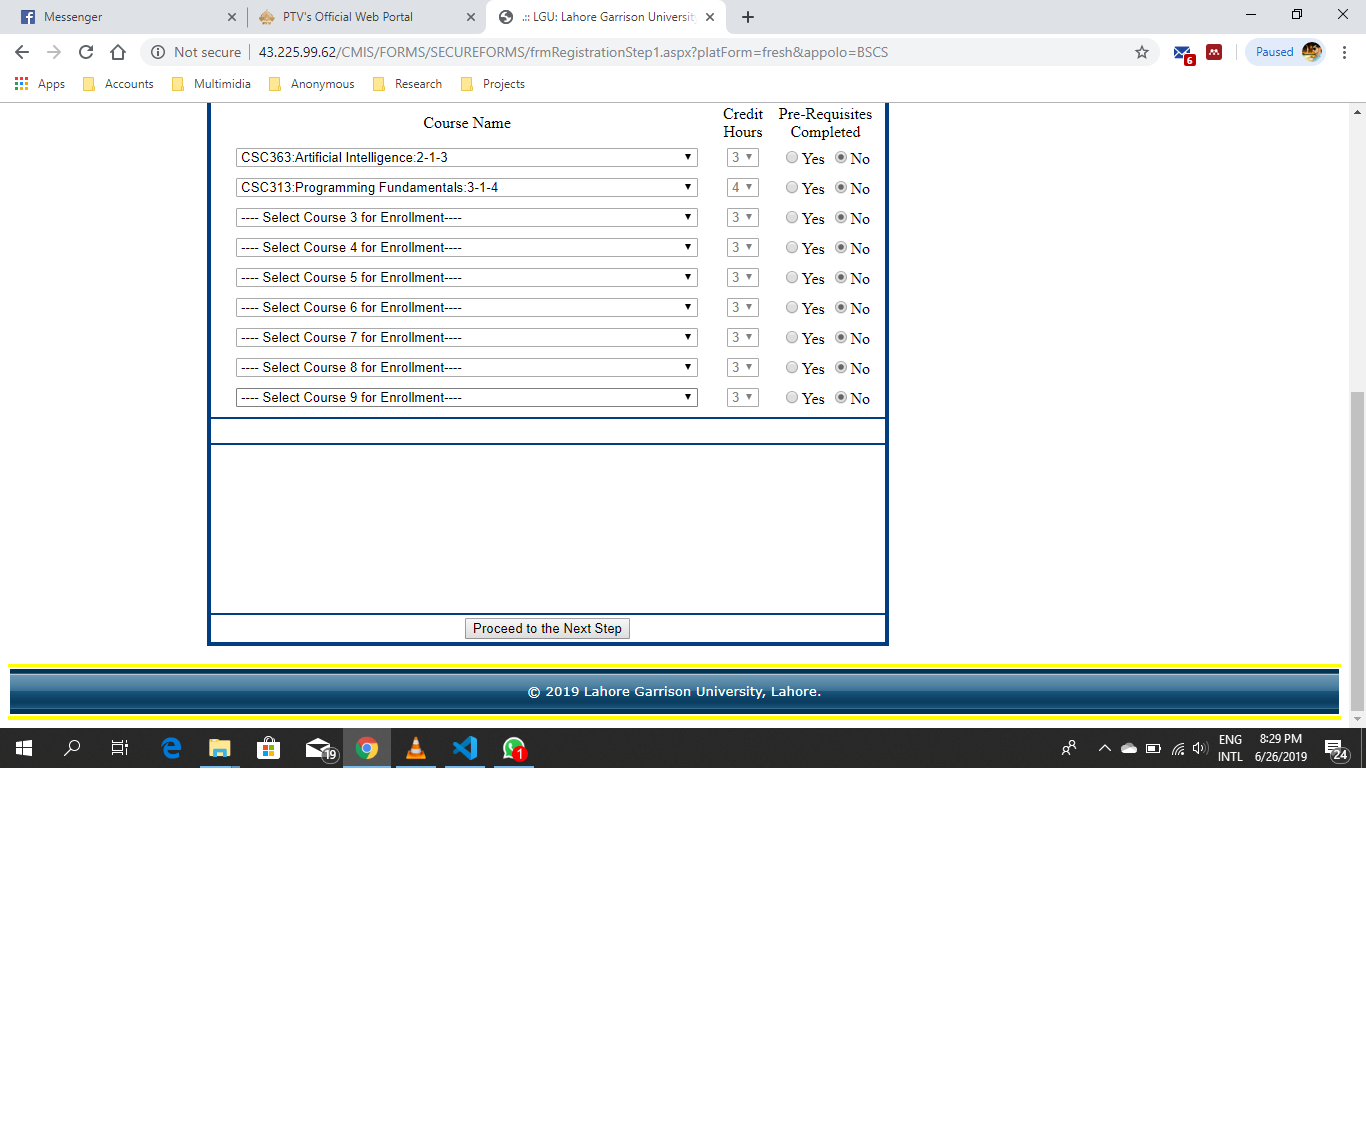 Messenger
PTV's Official Web Portal
.:: LGU: Lahore Garrison University
Not secure
43.225.99.62/CMIS/FORMS/SECUREFORMS/frmRegistrationStep1.aspx?platForm=fresh&appolo=BSCS
6
Paused
Apps Accounts Multimidia Anonymous Research Projects
Course Name Credit Hours Pre-Requisites Completed
CSC363:Artificial Intelligence:2-1-3 3 Yes No
CSC313:Programming Fundamentals:3-1-4 4 Yes No
---- Select Course 3 for Enrollment---- 3 Yes No
---- Select Course 4 for Enrollment---- 3 Yes No
---- Select Course 5 for Enrollment---- 3 Yes No
---- Select Course 6 for Enrollment---- 3 Yes No
---- Select Course 7 for Enrollment---- 3 Yes No
---- Select Course 8 for Enrollment---- 3 Yes No
---- Select Course 9 for Enrollment---- 3 Yes No
Proceed to the Next Step
© 2019 Lahore Garrison University, Lahore.
19
1
ENG
INTL
8:29 PM
6/26/2019
24